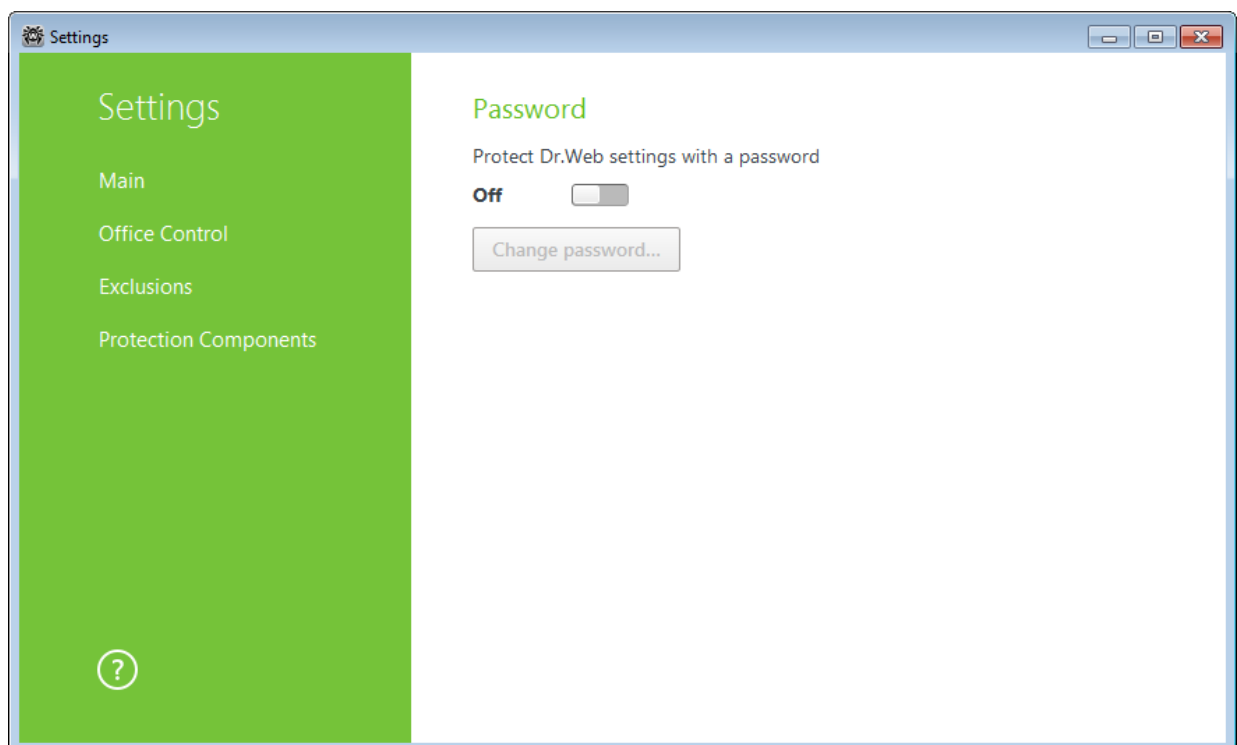 Settings
Settings
Main
Office Control
Exclusions
Protection Components
?
Password
Protect Dr.Web settings with a password
Off
Change password...